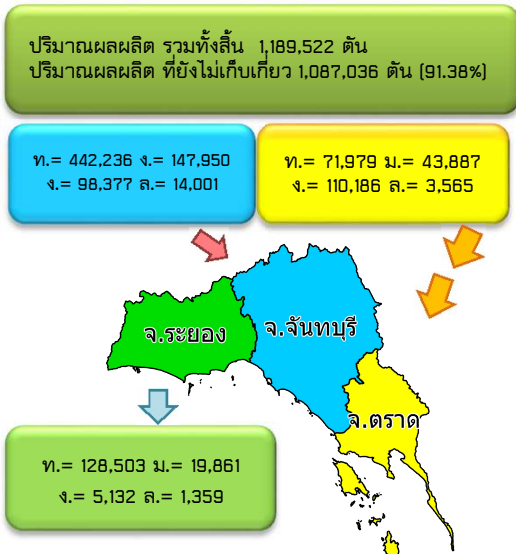 ปริมาณผลผลิต รวมทั้งสิ้น 1,189,522 ตัน
ปริมาณผลผลิต ที่ยังไม่เก็บเกี่ยว 1,087,036 ตัน (91.38%)
ท.= 442,236 ง.= 147,950
ง.= 98,377 ล.= 14,001
ท.= 71,979 ม.= 43,887
ง.= 110,186 ล.= 3,565
จ.ระยอง
จ.จันทบุรี
จ.ตราด
ท.= 128,503 ม.= 19,861
ง.= 5,132 ล.= 1,359